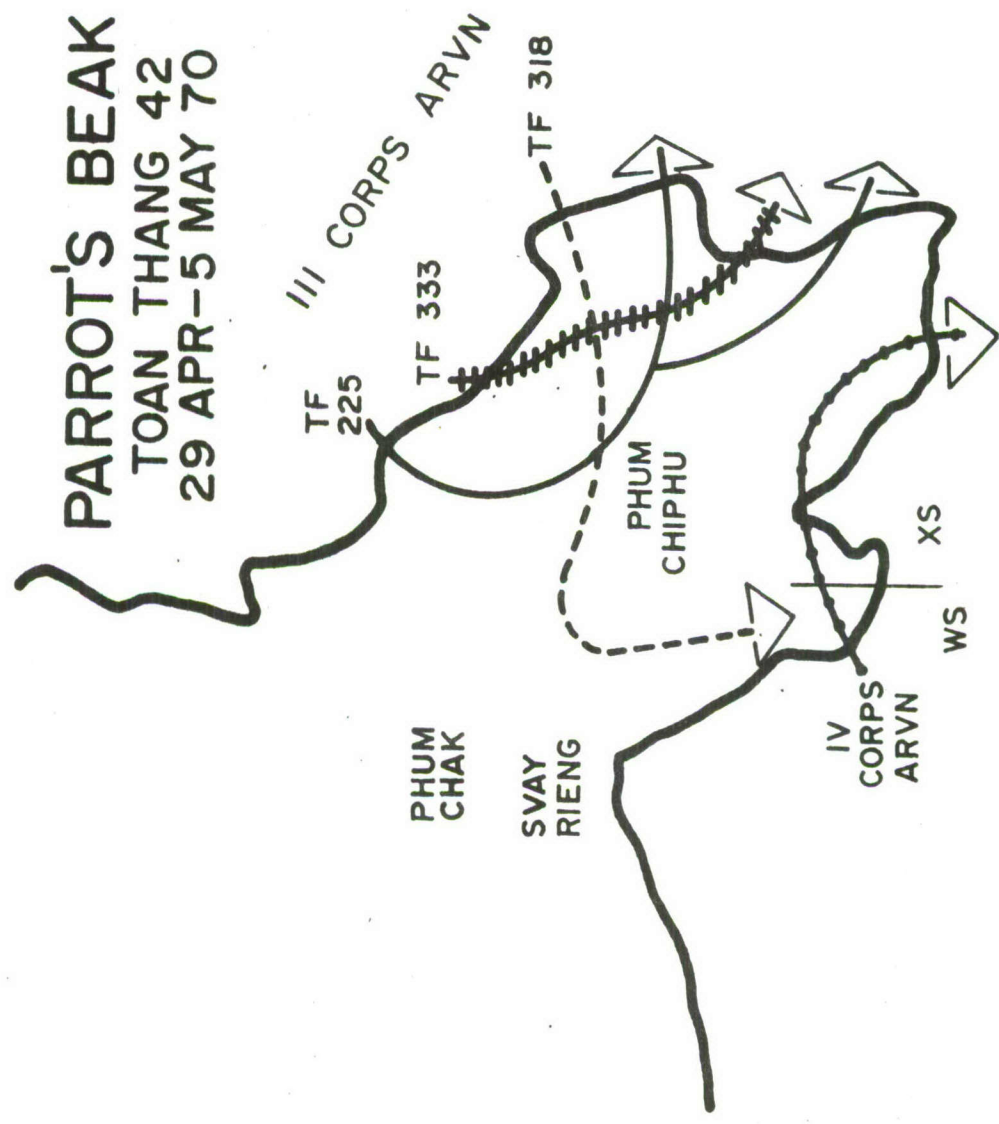 PARROT'S BEAK
TOAN THANG 42
29 APR-5 MAY 70
III CORPS ARVN
TF 318
TF 333
TF
225
PHUM
CHIPHU
PHUM
CHAK
SVAY
RIENG
XS
WS
IV
CORPS
ARVN